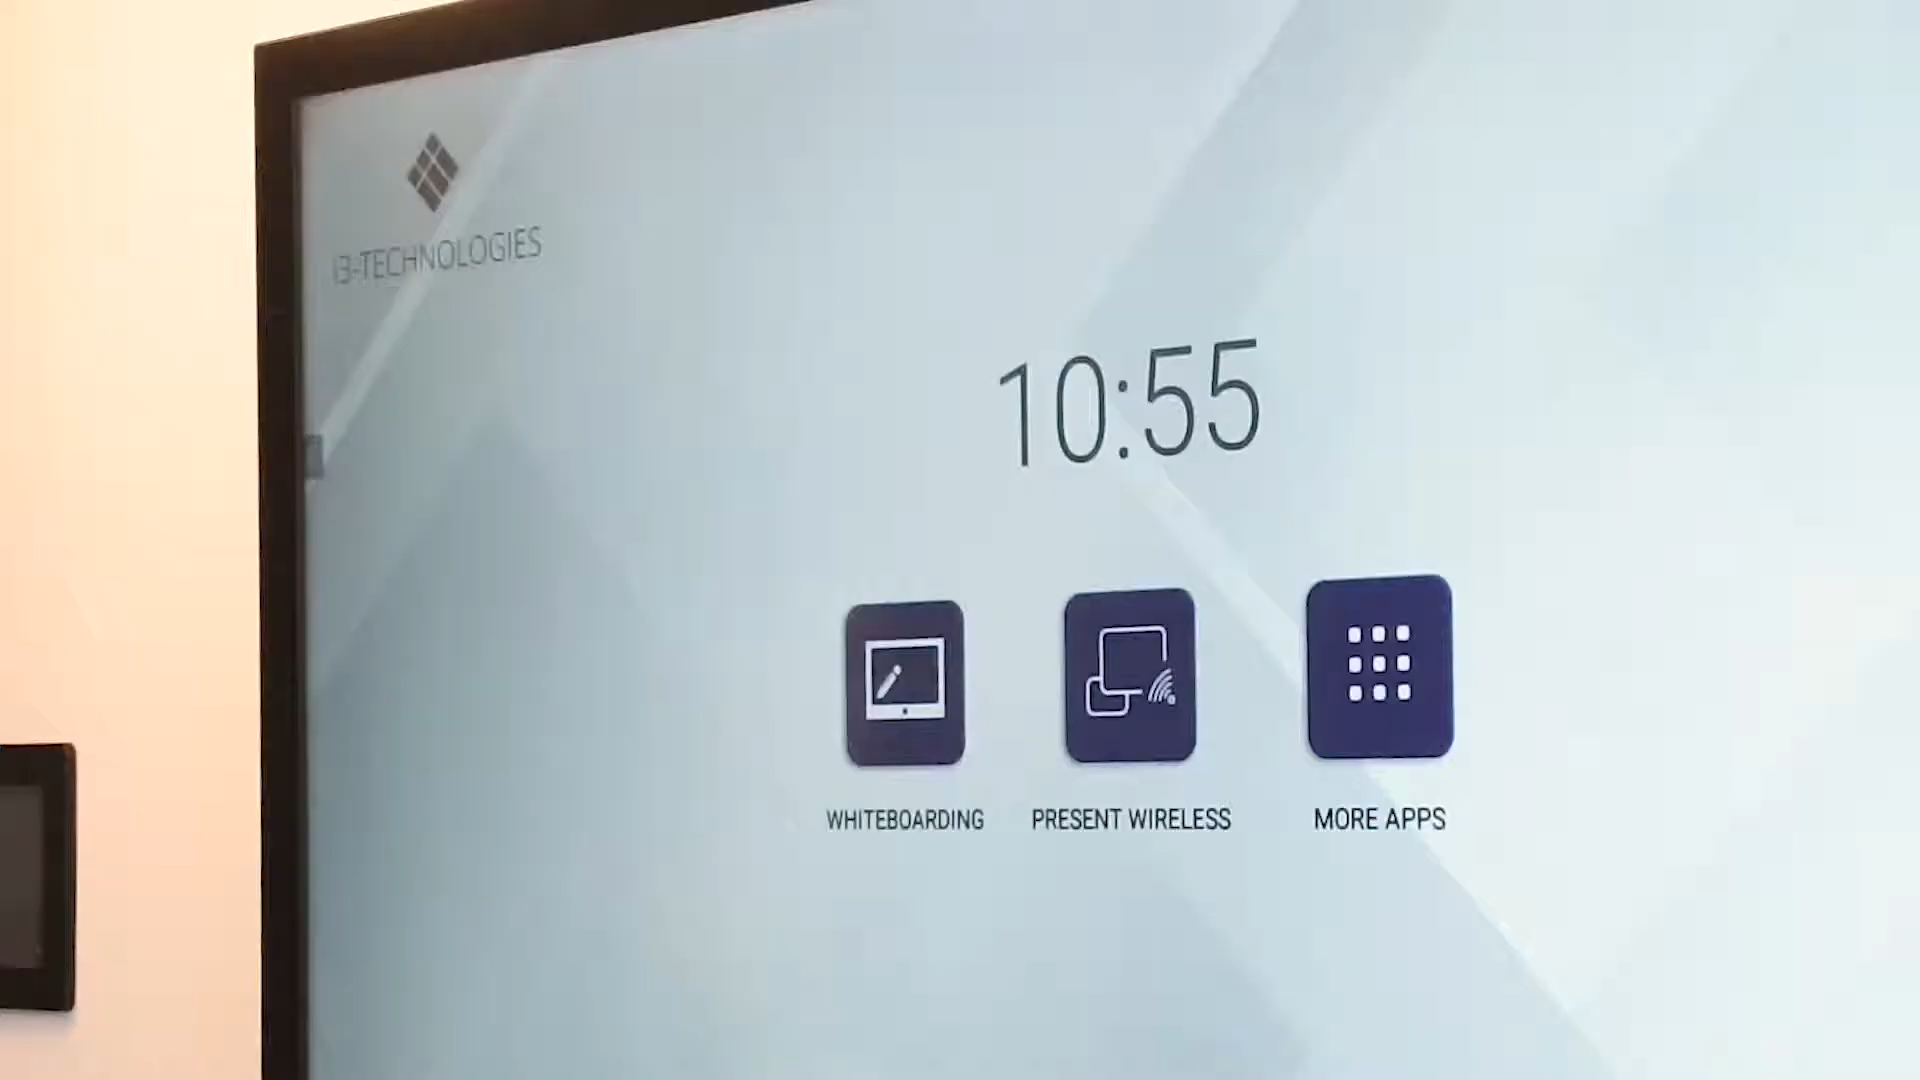 i3-TECHNOLOGIES
10:55
WHITEBOARDING
PRESENT WIRELESS
MORE APPS